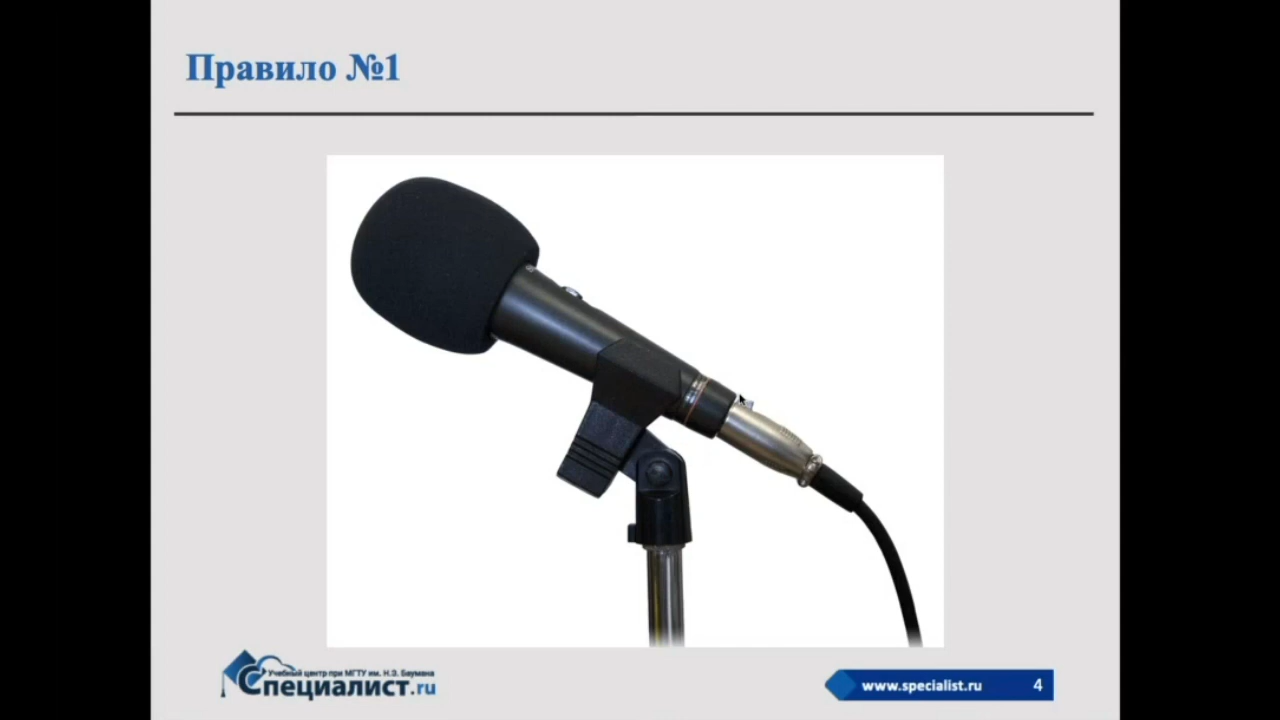 Правило №1
Учебный центр при МГТУ им. Н.Э. Баумана
Специалист.ru
www.specialist.ru 4